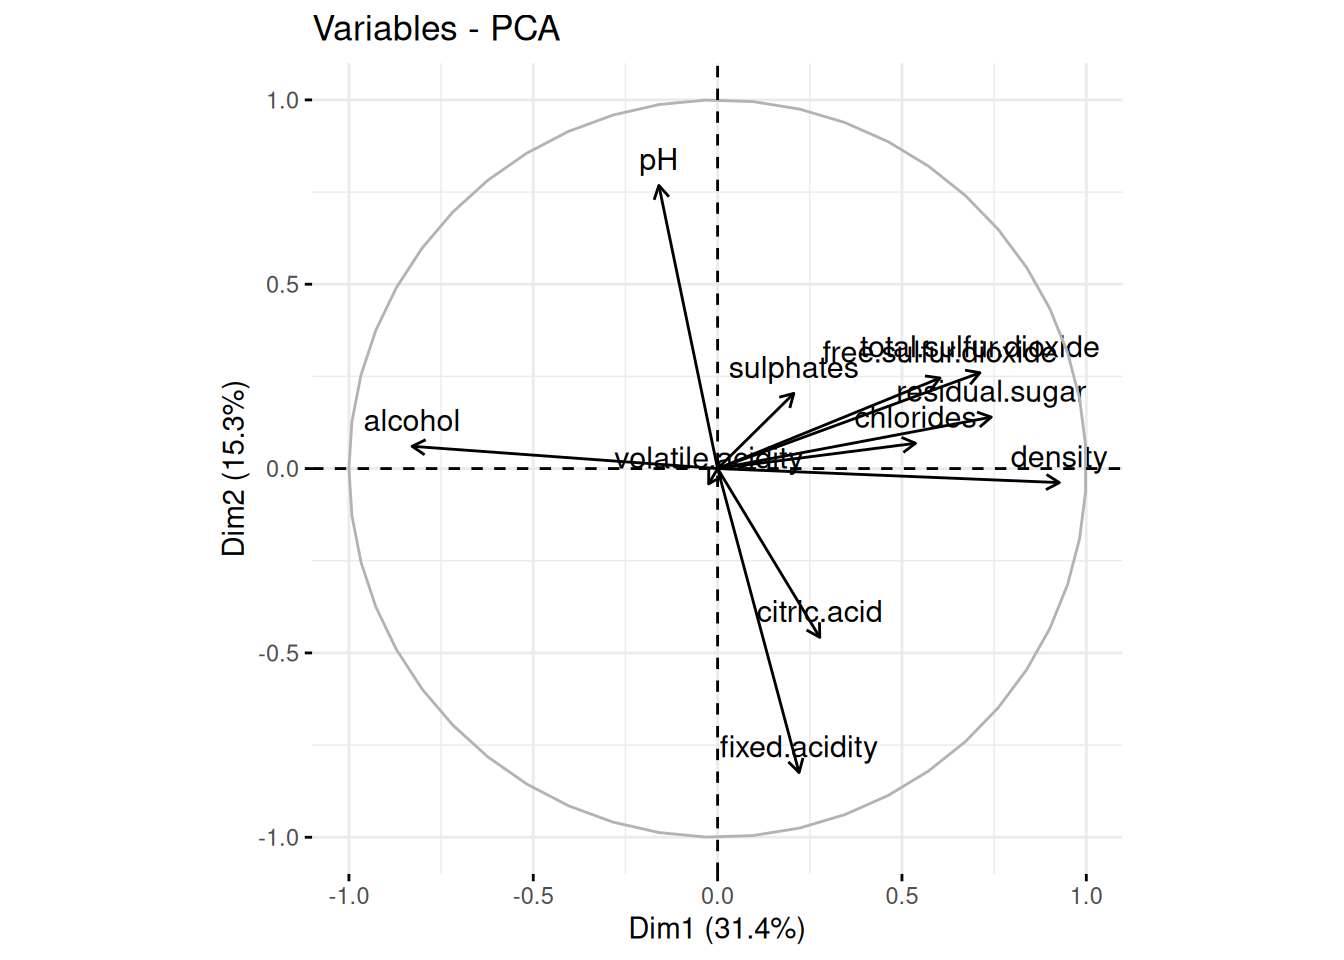 Variables - PCA
1.0
pH
0.5
total.sulfur.dioxide
free.sulfur.dioxide
sulphates
residual.sugar
alcohol
chlorides
volatile.acidity
density
0.0
citric.acid
-0.5
fixed.acidity
-1.0
-1.0 -0.5 0.0 0.5 1.0
Dim1 (31.4%)
Dim2 (15.3%)